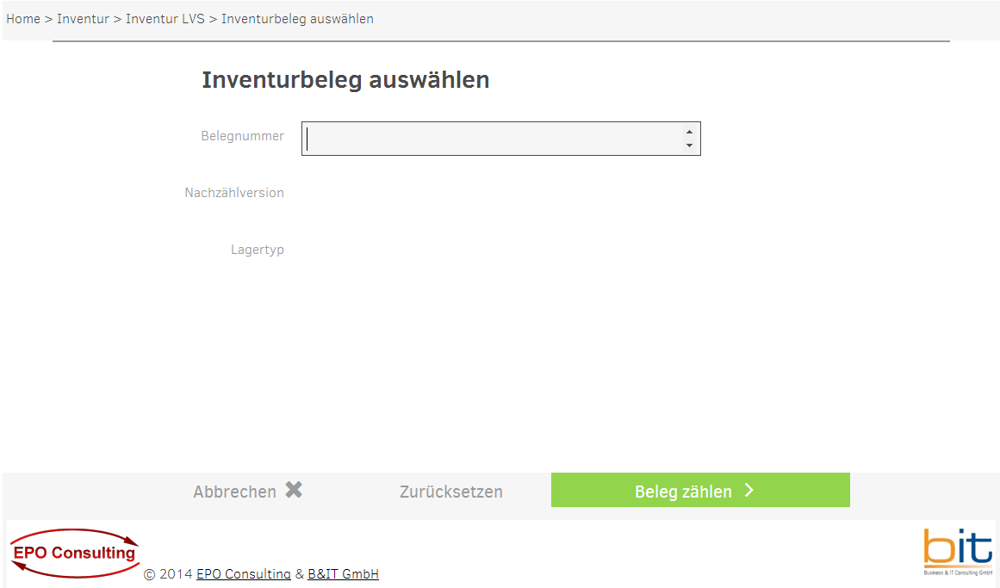 Home > Inventur > Inventur LVS > Inventurbeleg auswählen
Inventurbeleg auswählen
Belegnummer
Nachzählversion
Lagertyp
Abbrechen
Zurücksetzen
Beleg zählen
EPO Consulting
© 2014 EPO Consulting & B&IT GmbH
bit
Business & IT Consulting GmbH